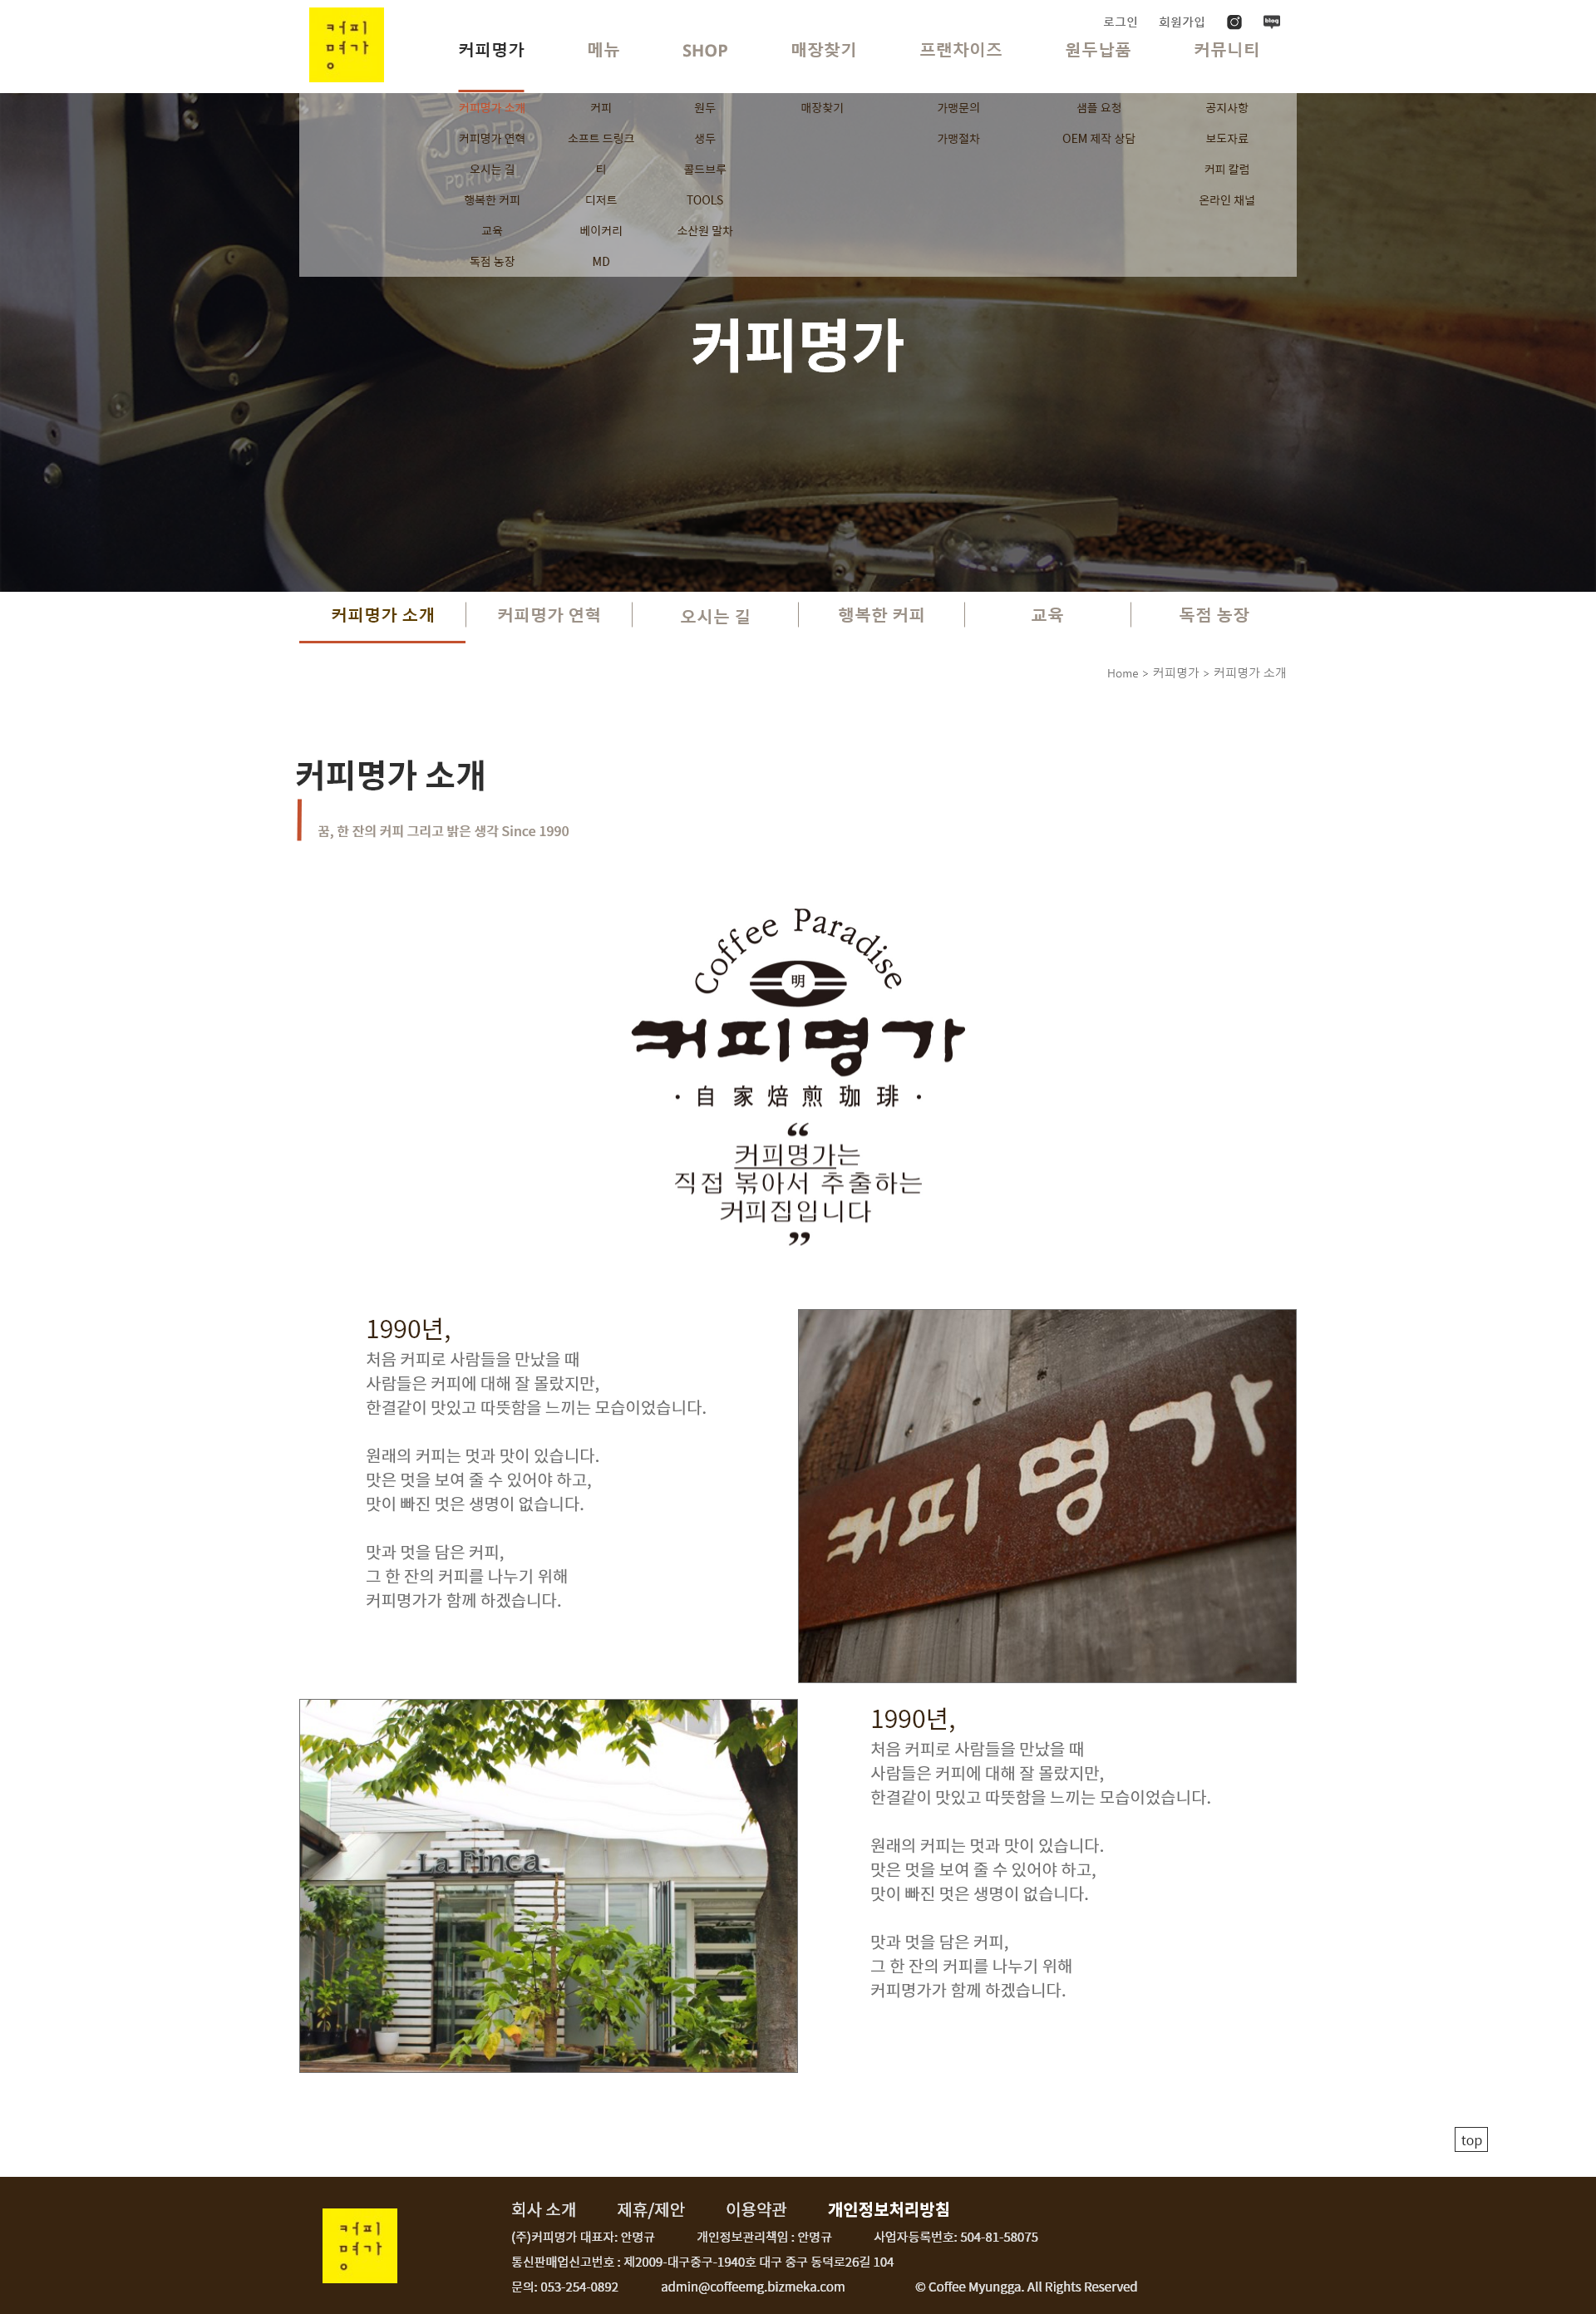 커피
명가
로그인 회원가입 blog
커피명가 메뉴 SHOP 매장찾기 프랜차이즈 원두납품 커뮤니티
커피명가 소개 커피 원두 매장찾기 가맹문의 샘플 요청 공지사항
커피명가 연혁 소프트 드링크 생두 가맹절차 OEM 제작 상담 보도자료
오시는 길 티 콜드브루 커피 칼럼
행복한 커피 디저트 TOOLS 온라인 채널
교육 베이커리 소산원 말차
독점 농장 MD
커피명가
커피명가 소개 커피명가 연혁 오시는 길 행복한 커피 교육 독점 농장
Home > 커피명가 > 커피명가 소개
커피명가 소개
꿈, 한 잔의 커피 그리고 밝은 생각 Since 1990
Coffee Paradise
明
커피명가
· 自家焙煎珈琲 ·
“
커피명가는
직접 볶아서 추출하는
커피집입니다
”
1990년,
처음 커피로 사람들을 만났을 때
사람들은 커피에 대해 잘 몰랐지만,
한결같이 맛있고 따뜻함을 느끼는 모습이었습니다.
원래의 커피는 멋과 맛이 있습니다.
맛은 멋을 보여 줄 수 있어야 하고,
맛이 빠진 멋은 생명이 없습니다.
맛과 멋을 담은 커피,
그 한 잔의 커피를 나누기 위해
커피명가가 함께 하겠습니다.
커피명가
La Finca
1990년,
처음 커피로 사람들을 만났을 때
사람들은 커피에 대해 잘 몰랐지만,
한결같이 맛있고 따뜻함을 느끼는 모습이었습니다.
원래의 커피는 멋과 맛이 있습니다.
맛은 멋을 보여 줄 수 있어야 하고,
맛이 빠진 멋은 생명이 없습니다.
맛과 멋을 담은 커피,
그 한 잔의 커피를 나누기 위해
커피명가가 함께 하겠습니다.
top
커피
명가
회사 소개 제휴/제안 이용약관 개인정보처리방침
(주)커피명가 대표자: 안명규 개인정보관리책임 : 안명규 사업자등록번호: 504-81-58075
통신판매업신고번호 : 제2009-대구중구-1940호 대구 중구 동덕로26길 104
문의: 053-254-0892 admin@coffeemg.bizmeka.com © Coffee Myungga. All Rights Reserved